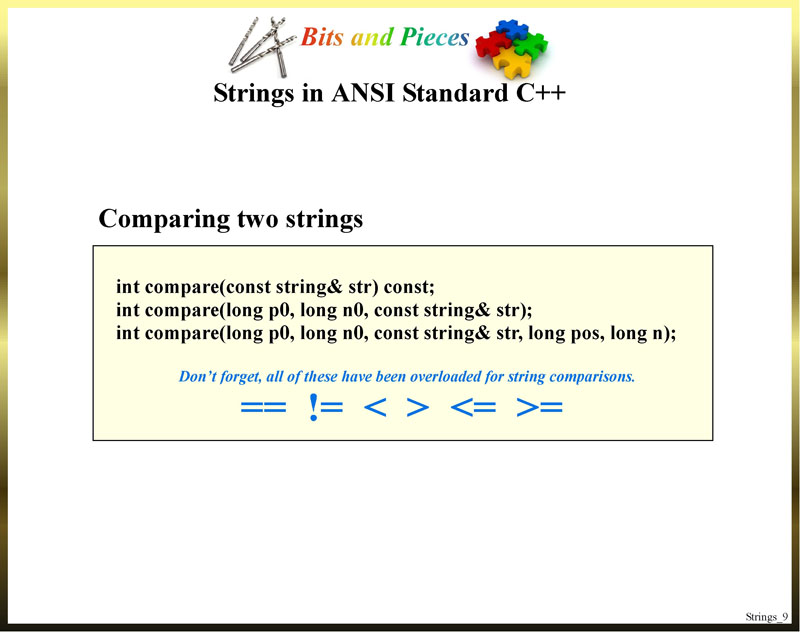 Bits and Pieces
Strings in ANSI Standard C++
Comparing two strings
int compare(const string& str) const;
int compare(long p0, long n0, const string& str);
int compare(long p0, long n0, const string& str, long pos, long n);
Don’t forget, all of these have been overloaded for string comparisons.
== != < > <= >=
Strings_9